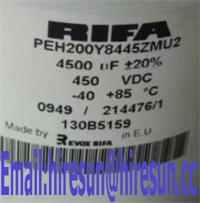 RIFA
PEH200Y8445ZMU2
4500 uF ±20%
450 VDC
-40 +85 °C
0949 / 214476/1
130B5159
Made by REVOX RIFA in E.U
Email:hiresun@hiresun.cc